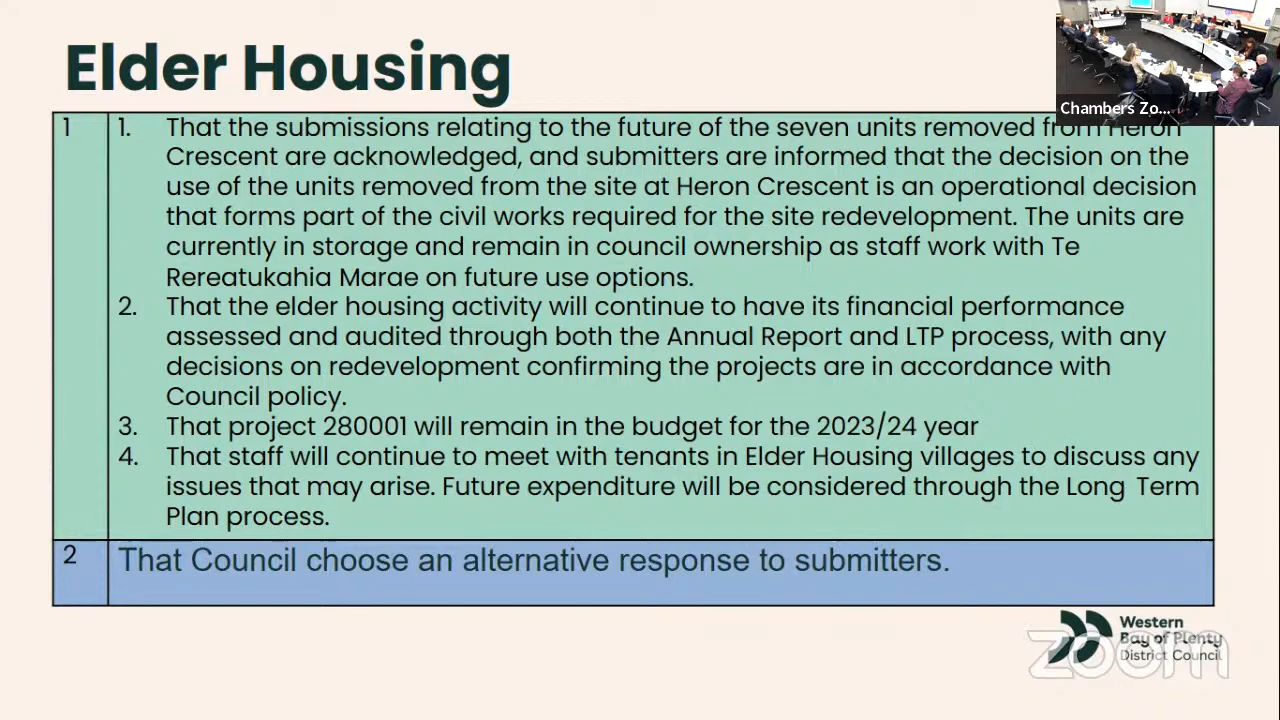 Elder Housing
Chambers Zo...
1
1. That the submissions relating to the future of the seven units removed from Heron
Crescent are acknowledged, and submitters are informed that the decision on the
use of the units removed from the site at Heron Crescent is an operational decision
that forms part of the civil works required for the site redevelopment. The units are
currently in storage and remain in council ownership as staff work with Te
Rereatukahia Marae on future use options.
2. That the elder housing activity will continue to have its financial performance
assessed and audited through both the Annual Report and LTP process, with any
decisions on redevelopment confirming the projects are in accordance with
Council policy.
3. That project 280001 will remain in the budget for the 2023/24 year
4. That staff will continue to meet with tenants in Elder Housing villages to discuss any
issues that may arise. Future expenditure will be considered through the Long Term
Plan process.
2
That Council choose an alternative response to submitters.
Western
Bay of Plenty
District Council
zoom